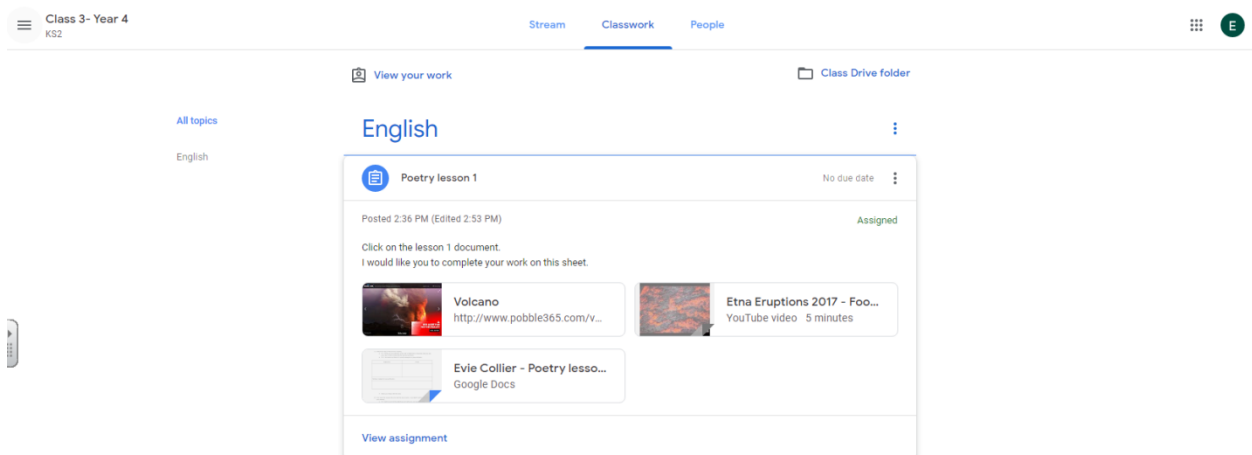 Class 3- Year 4
KS2
Stream
Classwork
People
E
View your work
Class Drive folder
All topics
English
English
Poetry lesson 1
No due date
Posted 2:36 PM (Edited 2:53 PM)
Assigned
Click on the lesson 1 document.
I would like you to complete your work on this sheet.
Volcano
http://www.pobble365.com/v...
Etna Eruptions 2017 - Foo...
YouTube video 5 minutes
Evie Collier - Poetry lesso...
Google Docs
View assignment